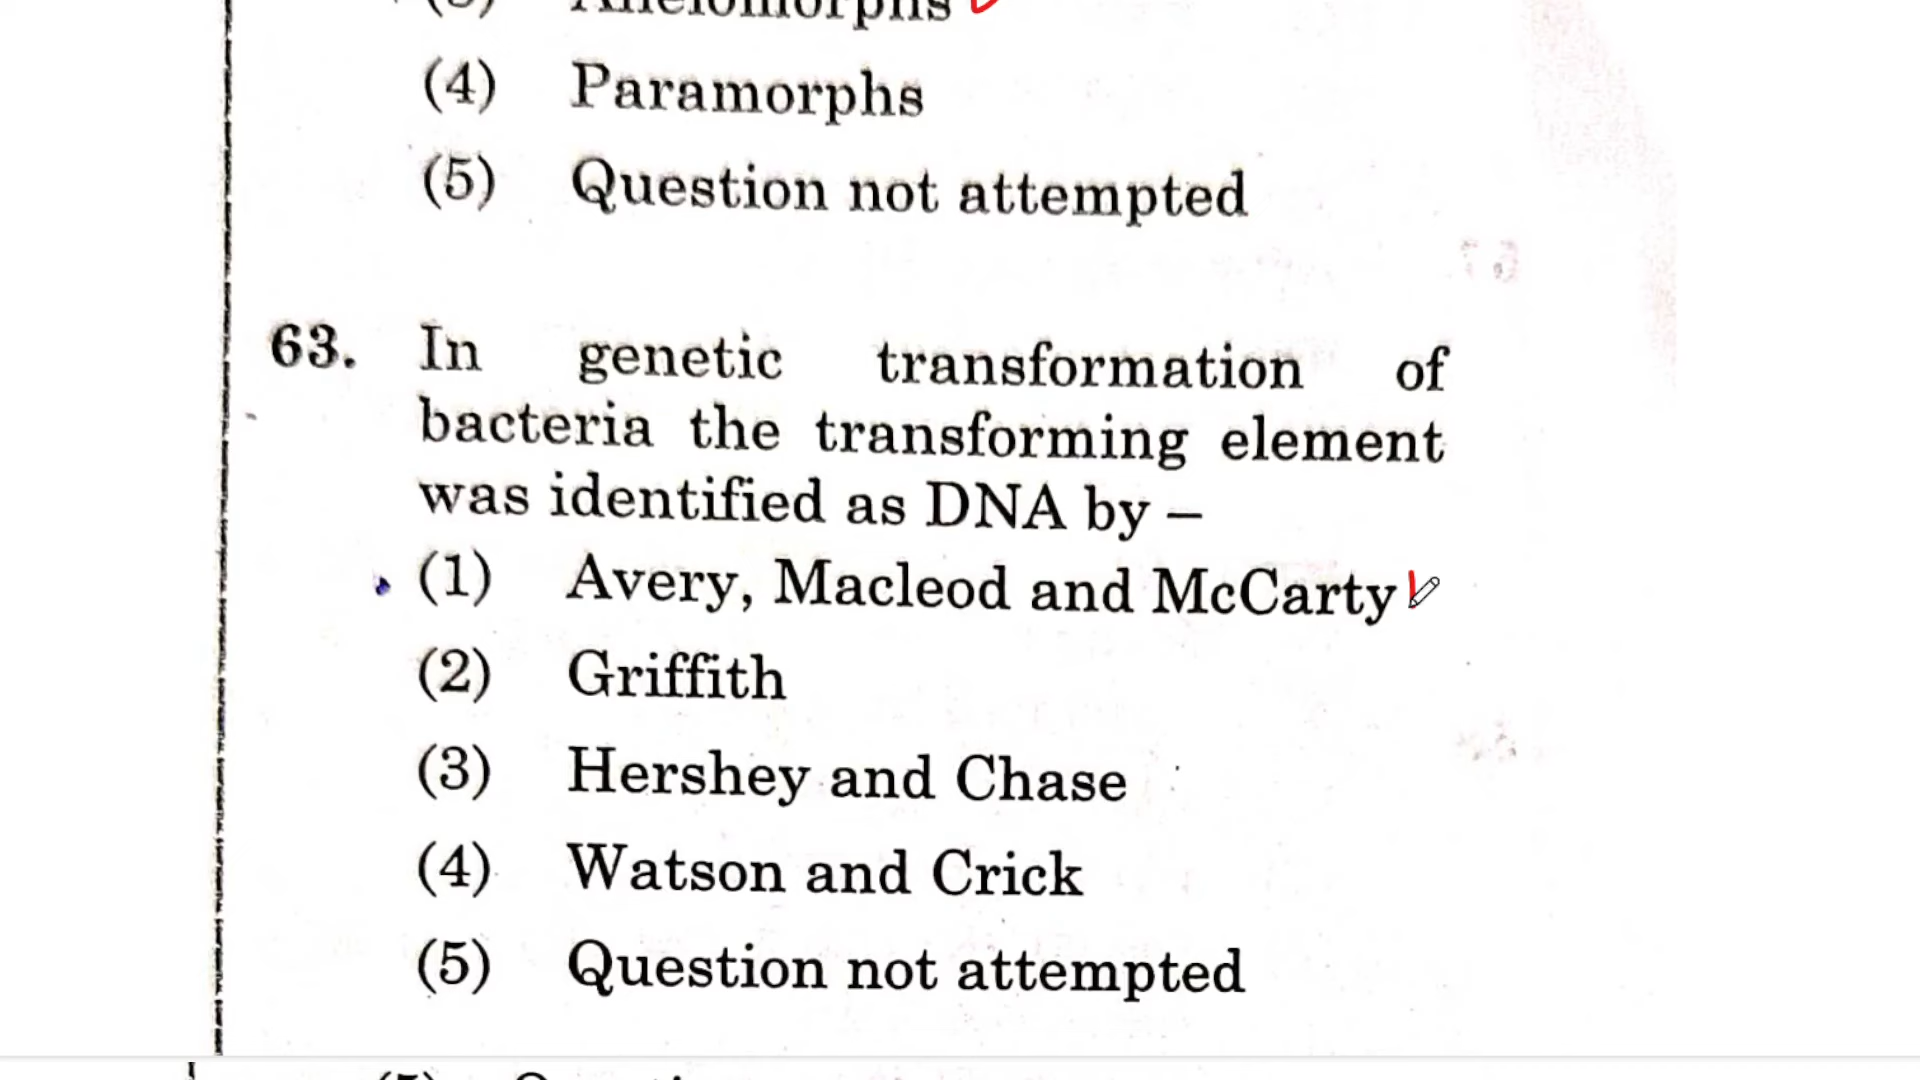 (4) Paramorphs
(5) Question not attempted
63. In genetic transformation of
bacteria the transforming element
was identified as DNA by –
(1) Avery, Macleod and McCarty
(2) Griffith
(3) Hershey and Chase
(4) Watson and Crick
(5) Question not attempted